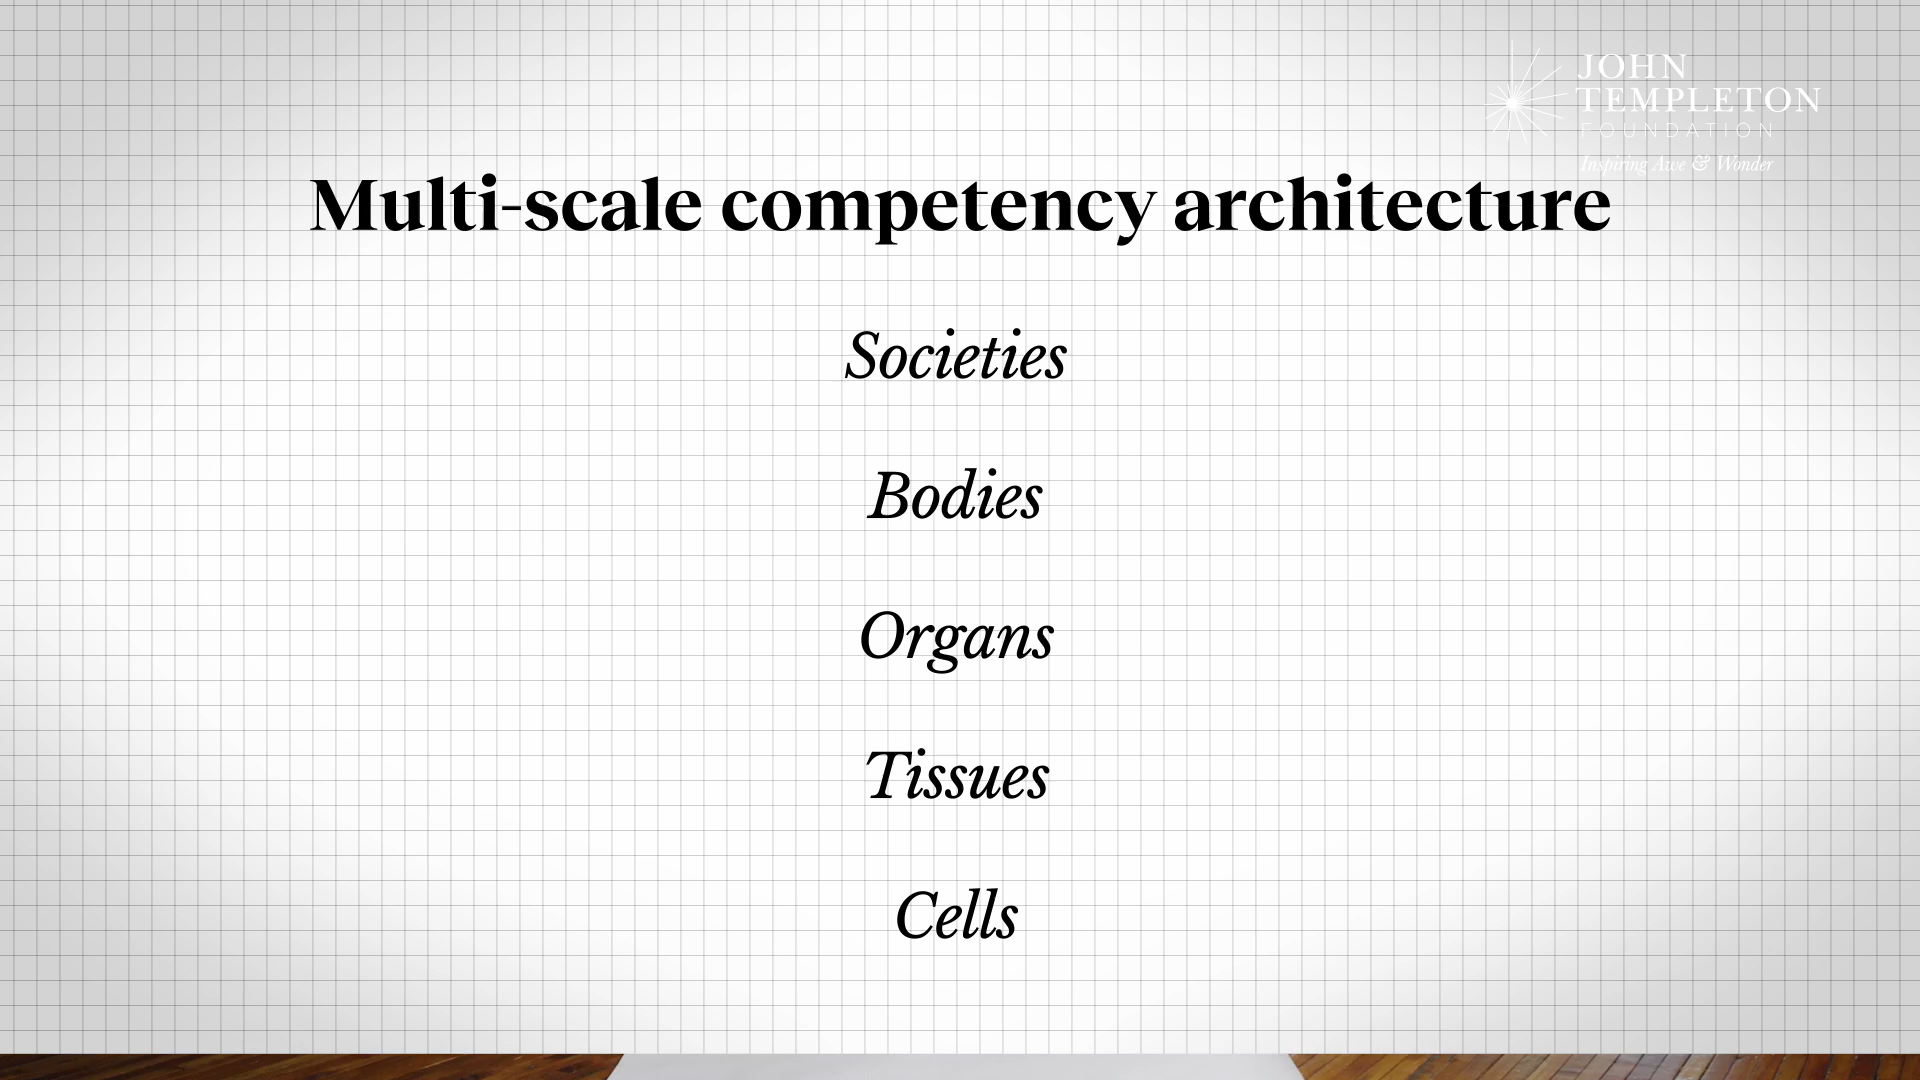 JOHN
TEMPLETON
FOUNDATION
Inspiring Awe & Wonder
Multi-scale competency architecture
Societies
Bodies
Organs
Tissues
Cells